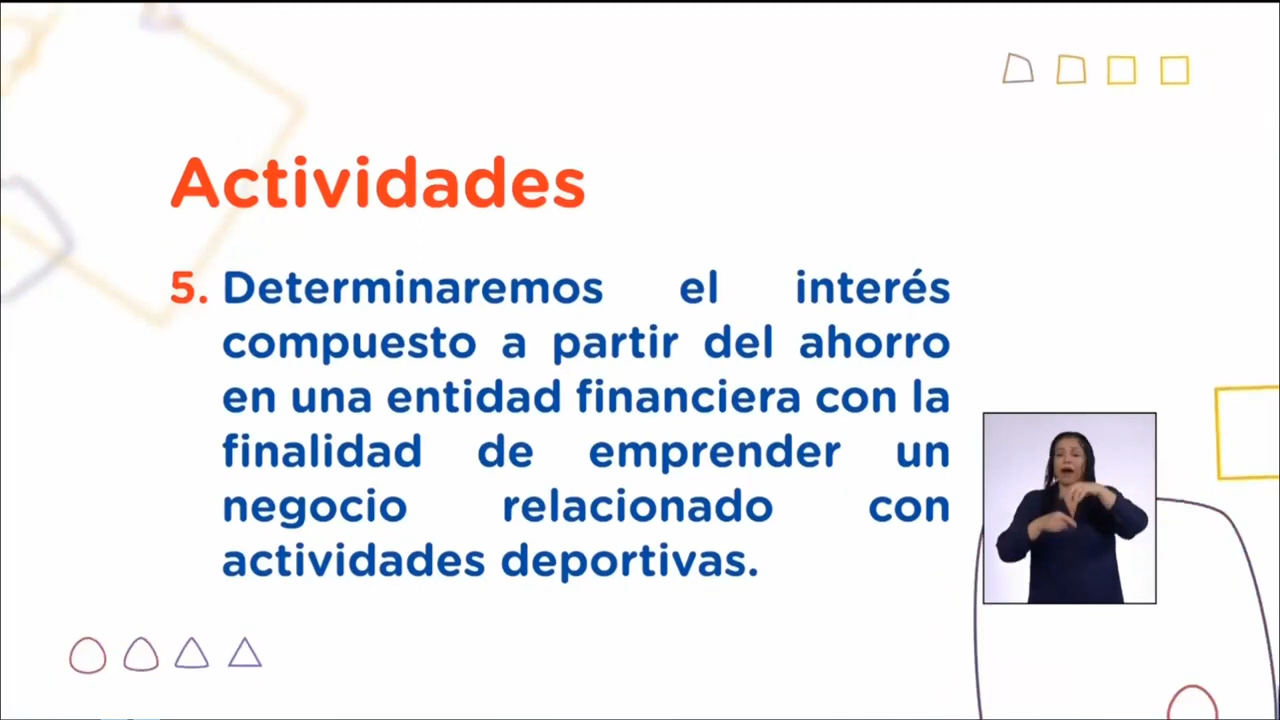 Actividades
5. Determinaremos el interés
compuesto a partir del ahorro
en una entidad financiera con la
finalidad de emprender un
negocio relacionado con
actividades deportivas.